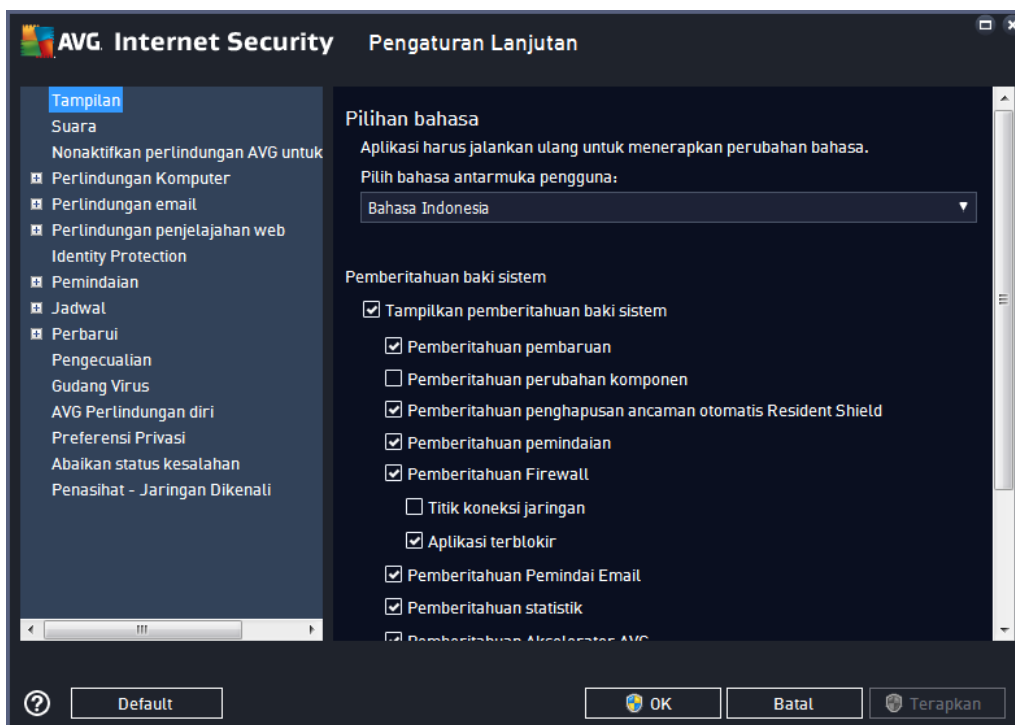 AVG. Internet Security
Pengaturan Lanjutan
Tampilan
Suara
Nonaktifkan perlindungan AVG untuk
Perlindungan Komputer
Perlindungan email
Perlindungan penjelajahan web
Identity Protection
Pemindaian
Jadwal
Perbarui
Pengecualian
Gudang Virus
AVG Perlindungan diri
Preferensi Privasi
Abaikan status kesalahan
Penasihat - Jaringan Dikenali
Pilihan bahasa
Aplikasi harus jalankan ulang untuk menerapkan perubahan bahasa.
Pilih bahasa antarmuka pengguna:
Bahasa Indonesia
Pemberitahuan baki sistem
Tampilkan pemberitahuan baki sistem
Pemberitahuan pembaruan
Pemberitahuan perubahan komponen
Pemberitahuan penghapusan ancaman otomatis Resident Shield
Pemberitahuan pemindaian
Pemberitahuan Firewall
Titik koneksi jaringan
Aplikasi terblokir
Pemberitahuan Pemindai Email
Pemberitahuan statistik
Pemberitahuan Akselerator AVG
Default
OK
Batal
Terapkan